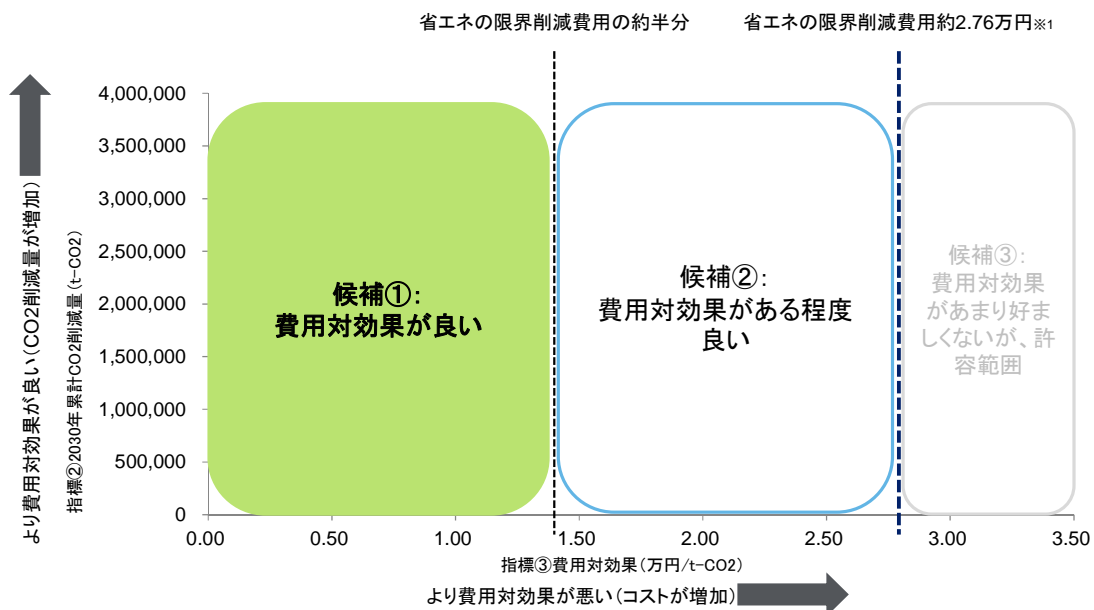 省エネの限界削減費用の約半分
省エネの限界削減費用約2.76万円※1
より費用対効果が良い(CO2削減量が増加)
指標②2030年累計CO2削減量(t-CO2)
4,000,000
3,500,000
3,000,000
2,500,000
2,000,000
1,500,000
1,000,000
500,000
0
候補①:
費用対効果が良い
候補②:
費用対効果がある程度
良い
候補③:
費用対効果
があまり好ま
しくないが、許
容範囲
0.00
0.50
1.00
1.50
2.00
2.50
3.00
3.50
指標③費用対効果(万円/t-CO2)
より費用対効果が悪い(コストが増加)